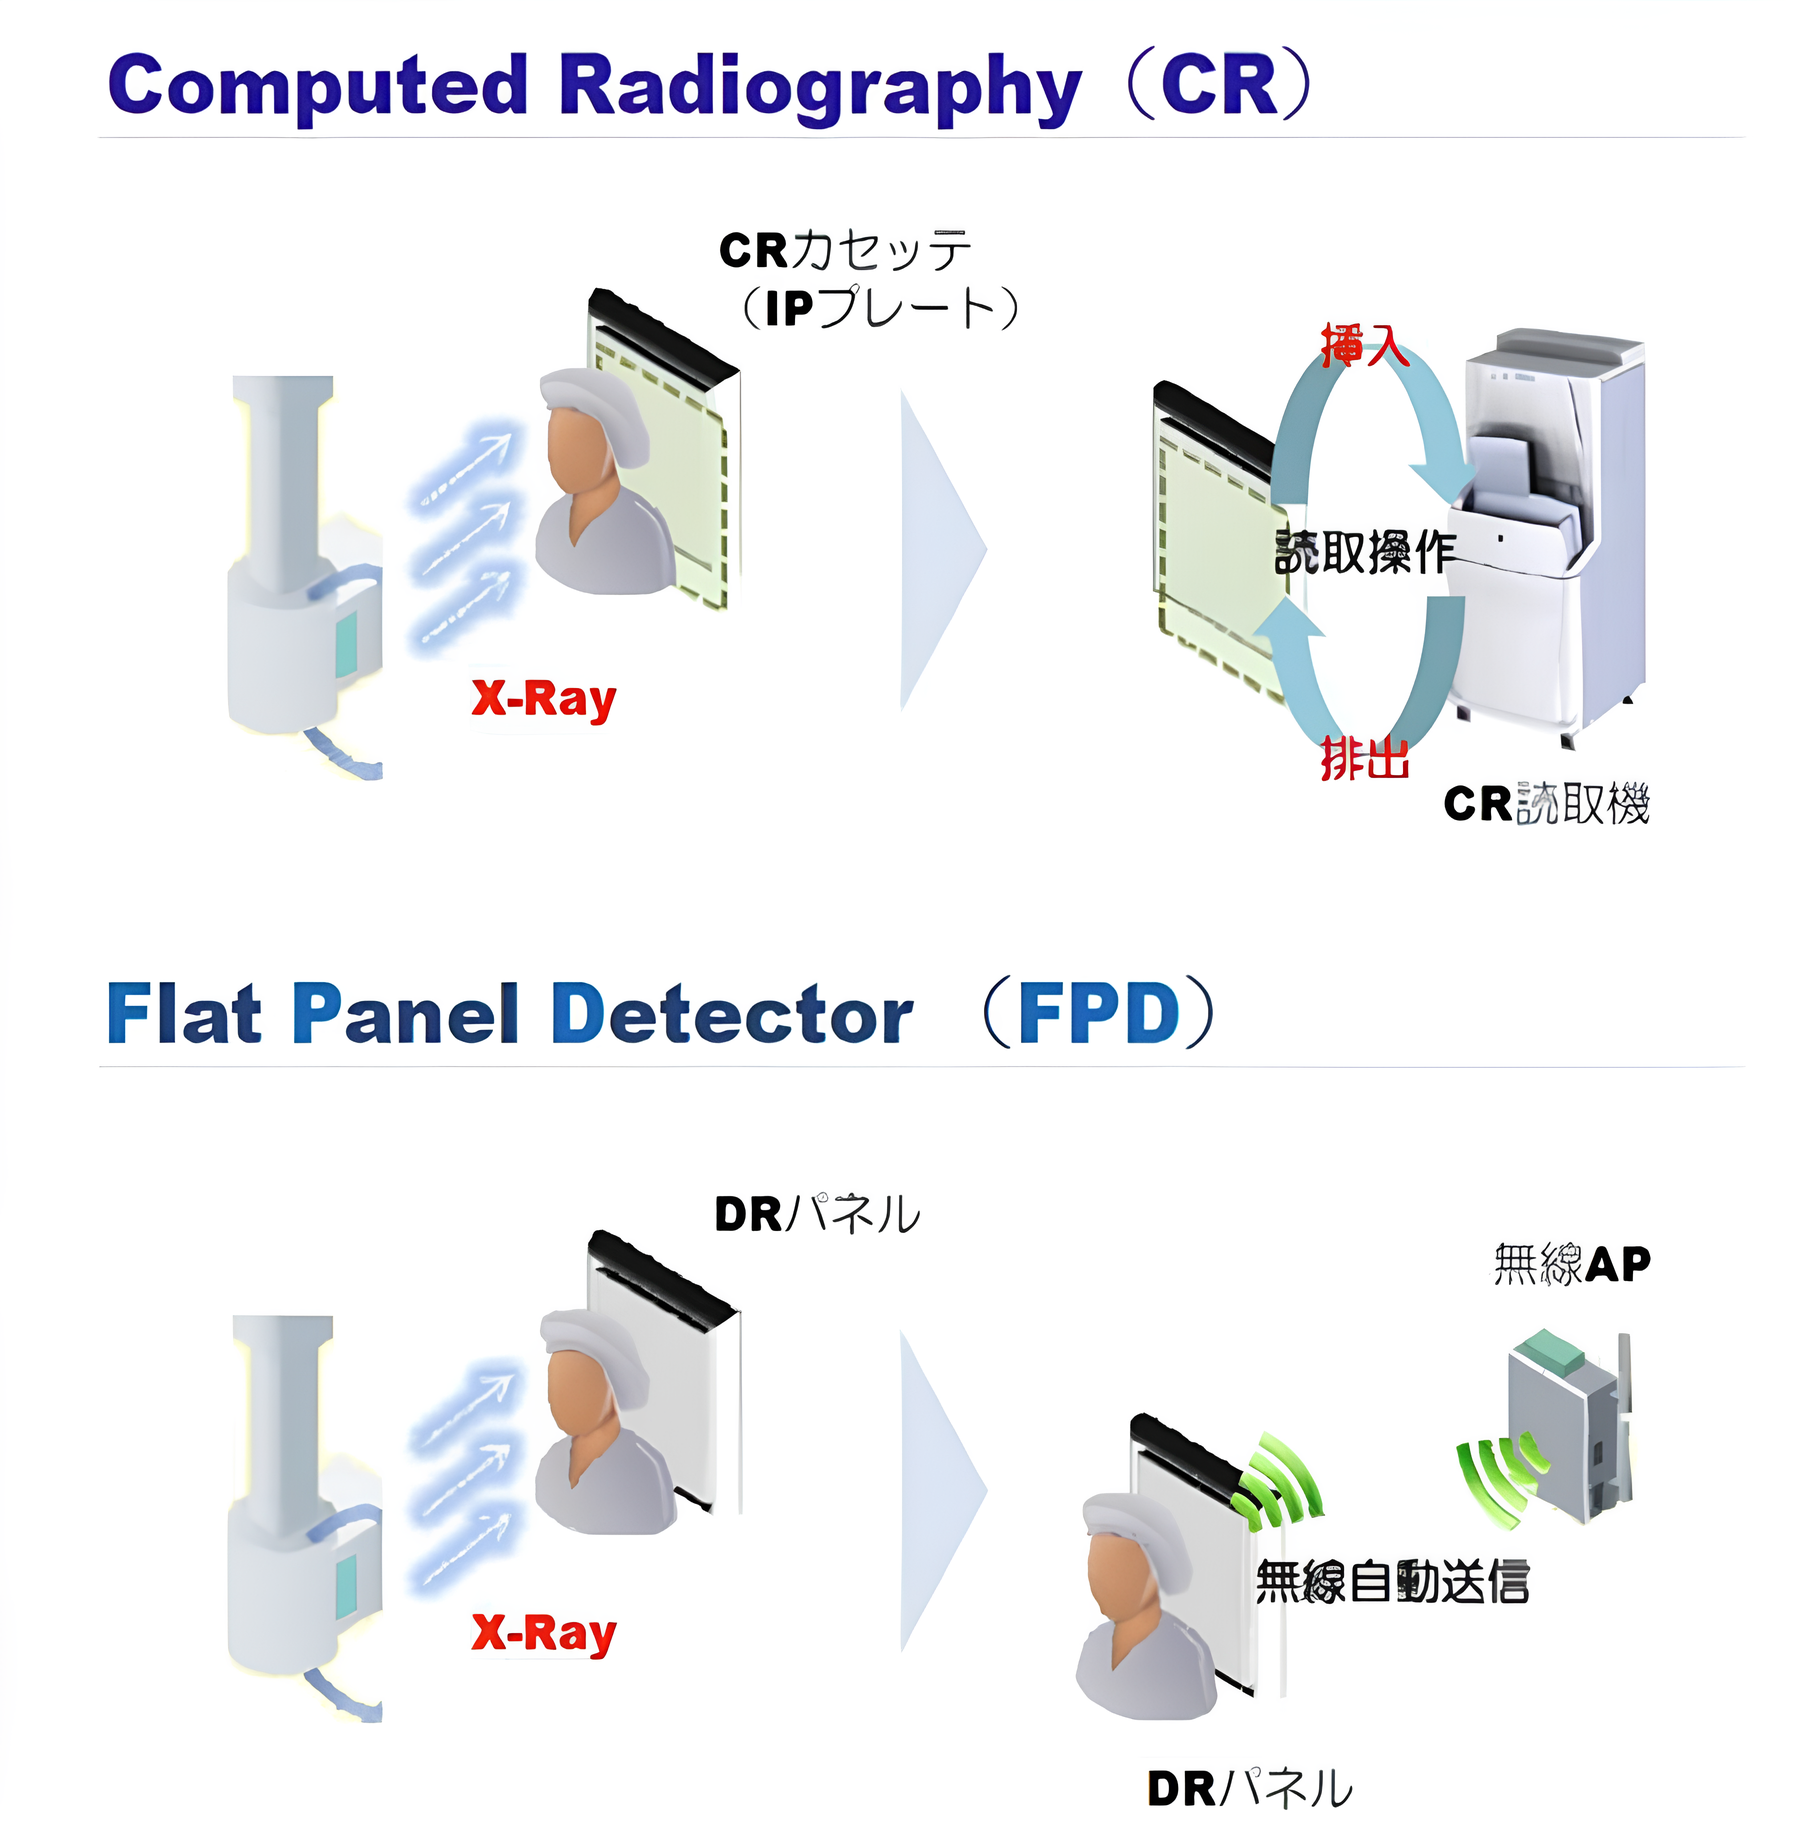 Computed Radiography（CR）
CRカセッテ
（IPプレート）
X-Ray
挿入
読取操作
排出
CR読取機
Flat Panel Detector （FPD）
DRパネル
X-Ray
無線AP
無線自動送信
DRパネル